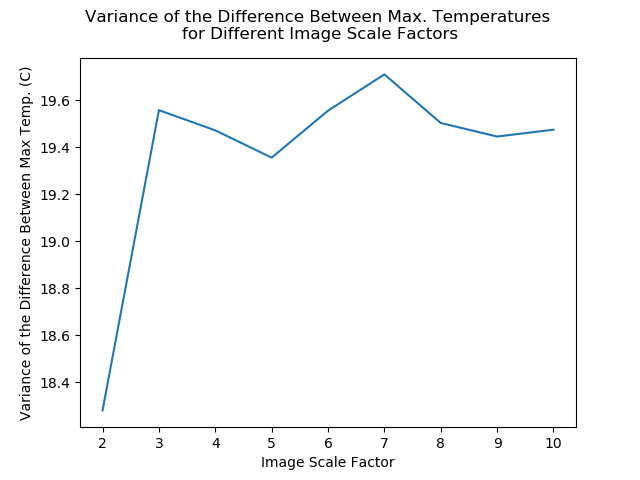 Variance of the Difference Between Max. Temperatures
for Different Image Scale Factors
Variance of the Difference Between Max Temp. (C)
19.6
19.4
19.2
19.0
18.8
18.6
18.4
2 3 4 5 6 7 8 9 10
Image Scale Factor